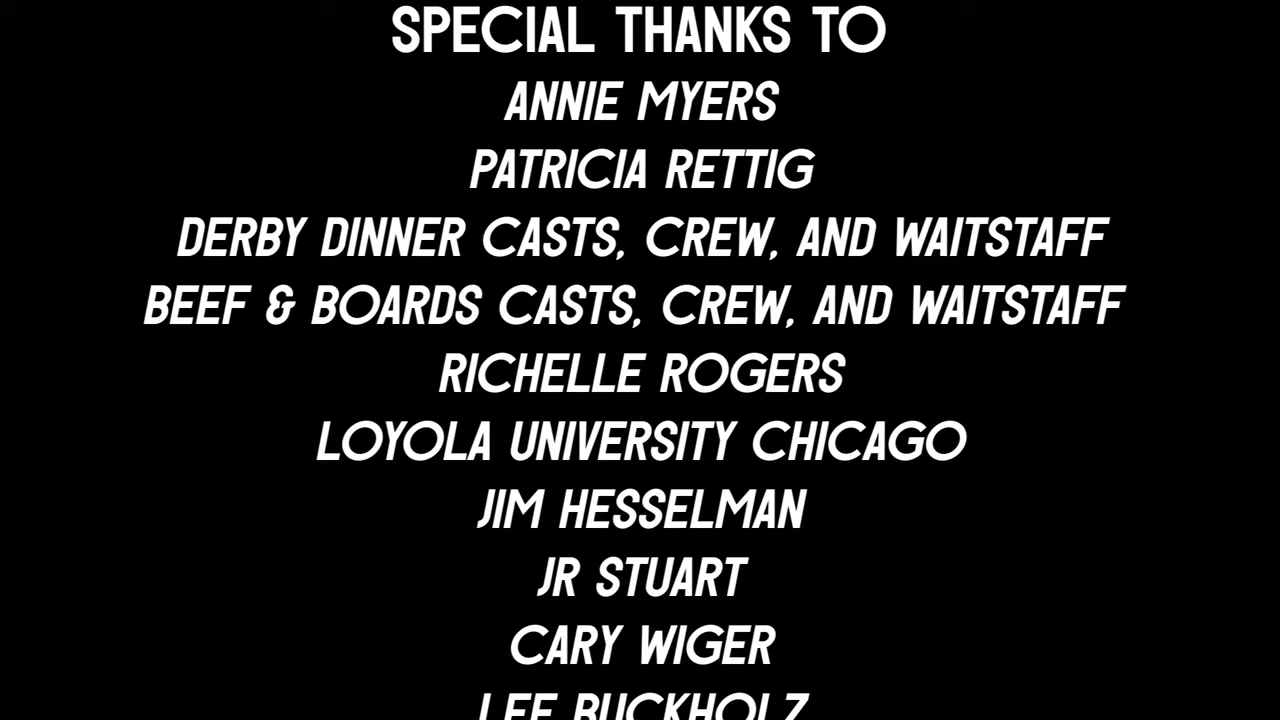 SPECIAL THANKS TO
ANNIE MYERS
PATRICIA RETTIG
DERBY DINNER CASTS, CREW, AND WAITSTAFF
BEEF & BOARDS CASTS, CREW, AND WAITSTAFF
RICHELLE ROGERS
LOYOLA UNIVERSITY CHICAGO
JIM HESSELMAN
JR STUART
CARY WIGER
LEE BUCKHOLZ